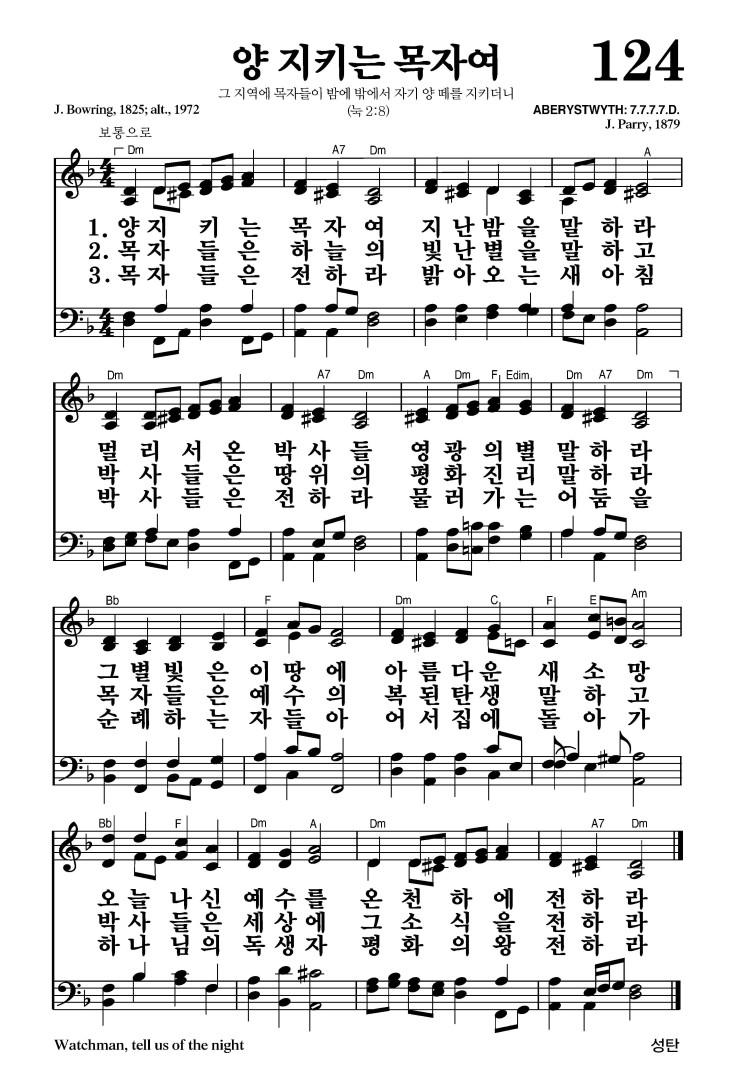 양 지키는 목자여
124
그 지역에 목자들이 밤에 밖에서 자기 양 떼를 지키더니
(눅 2:8)
J. Bowring, 1825; alt., 1972
ABERYSTWYTH: 7.7.7.7.D.
J. Parry, 1879
보통으로
Dm A7 Dm A
1. 양 지 키 는 목 자 여 지 난 밤 을 말 하 라
2. 목 자 들 은 하 늘 의 빛 난 별 을 말 하 고
3. 목 자 들 은 전 하 라 밝 아 오 는 새 아 침
Dm A7 Dm A Dm F Edim, Dm A7 Dm
멀 리 서 온 박 사 들 영 광 의 별 말 하 라
박 사 들 은 땅 위 의 평 화 진 리 말 하 라
박 사 들 은 전 하 라 물 러 가 는 어 둠 을
Bb F Dm C F E Am
그 별 빛 은 이 땅 에 아 름 다 운 새 소 망
목 자 들 은 예 수 의 복 된 탄 생 말 하 고
순 례 하 는 자 들 아 어 서 집 에 돌 아 가
Bb F Dm A Dm A7 Dm
오 늘 나 신 예 수 를 온 천 하 에 전 하 라
박 사 들 은 세 상 에 그 소 식 을 전 하 라
하 나 님 의 독 생 자 평 화 의 왕 전 하 라
Watchman, tell us of the night
성탄